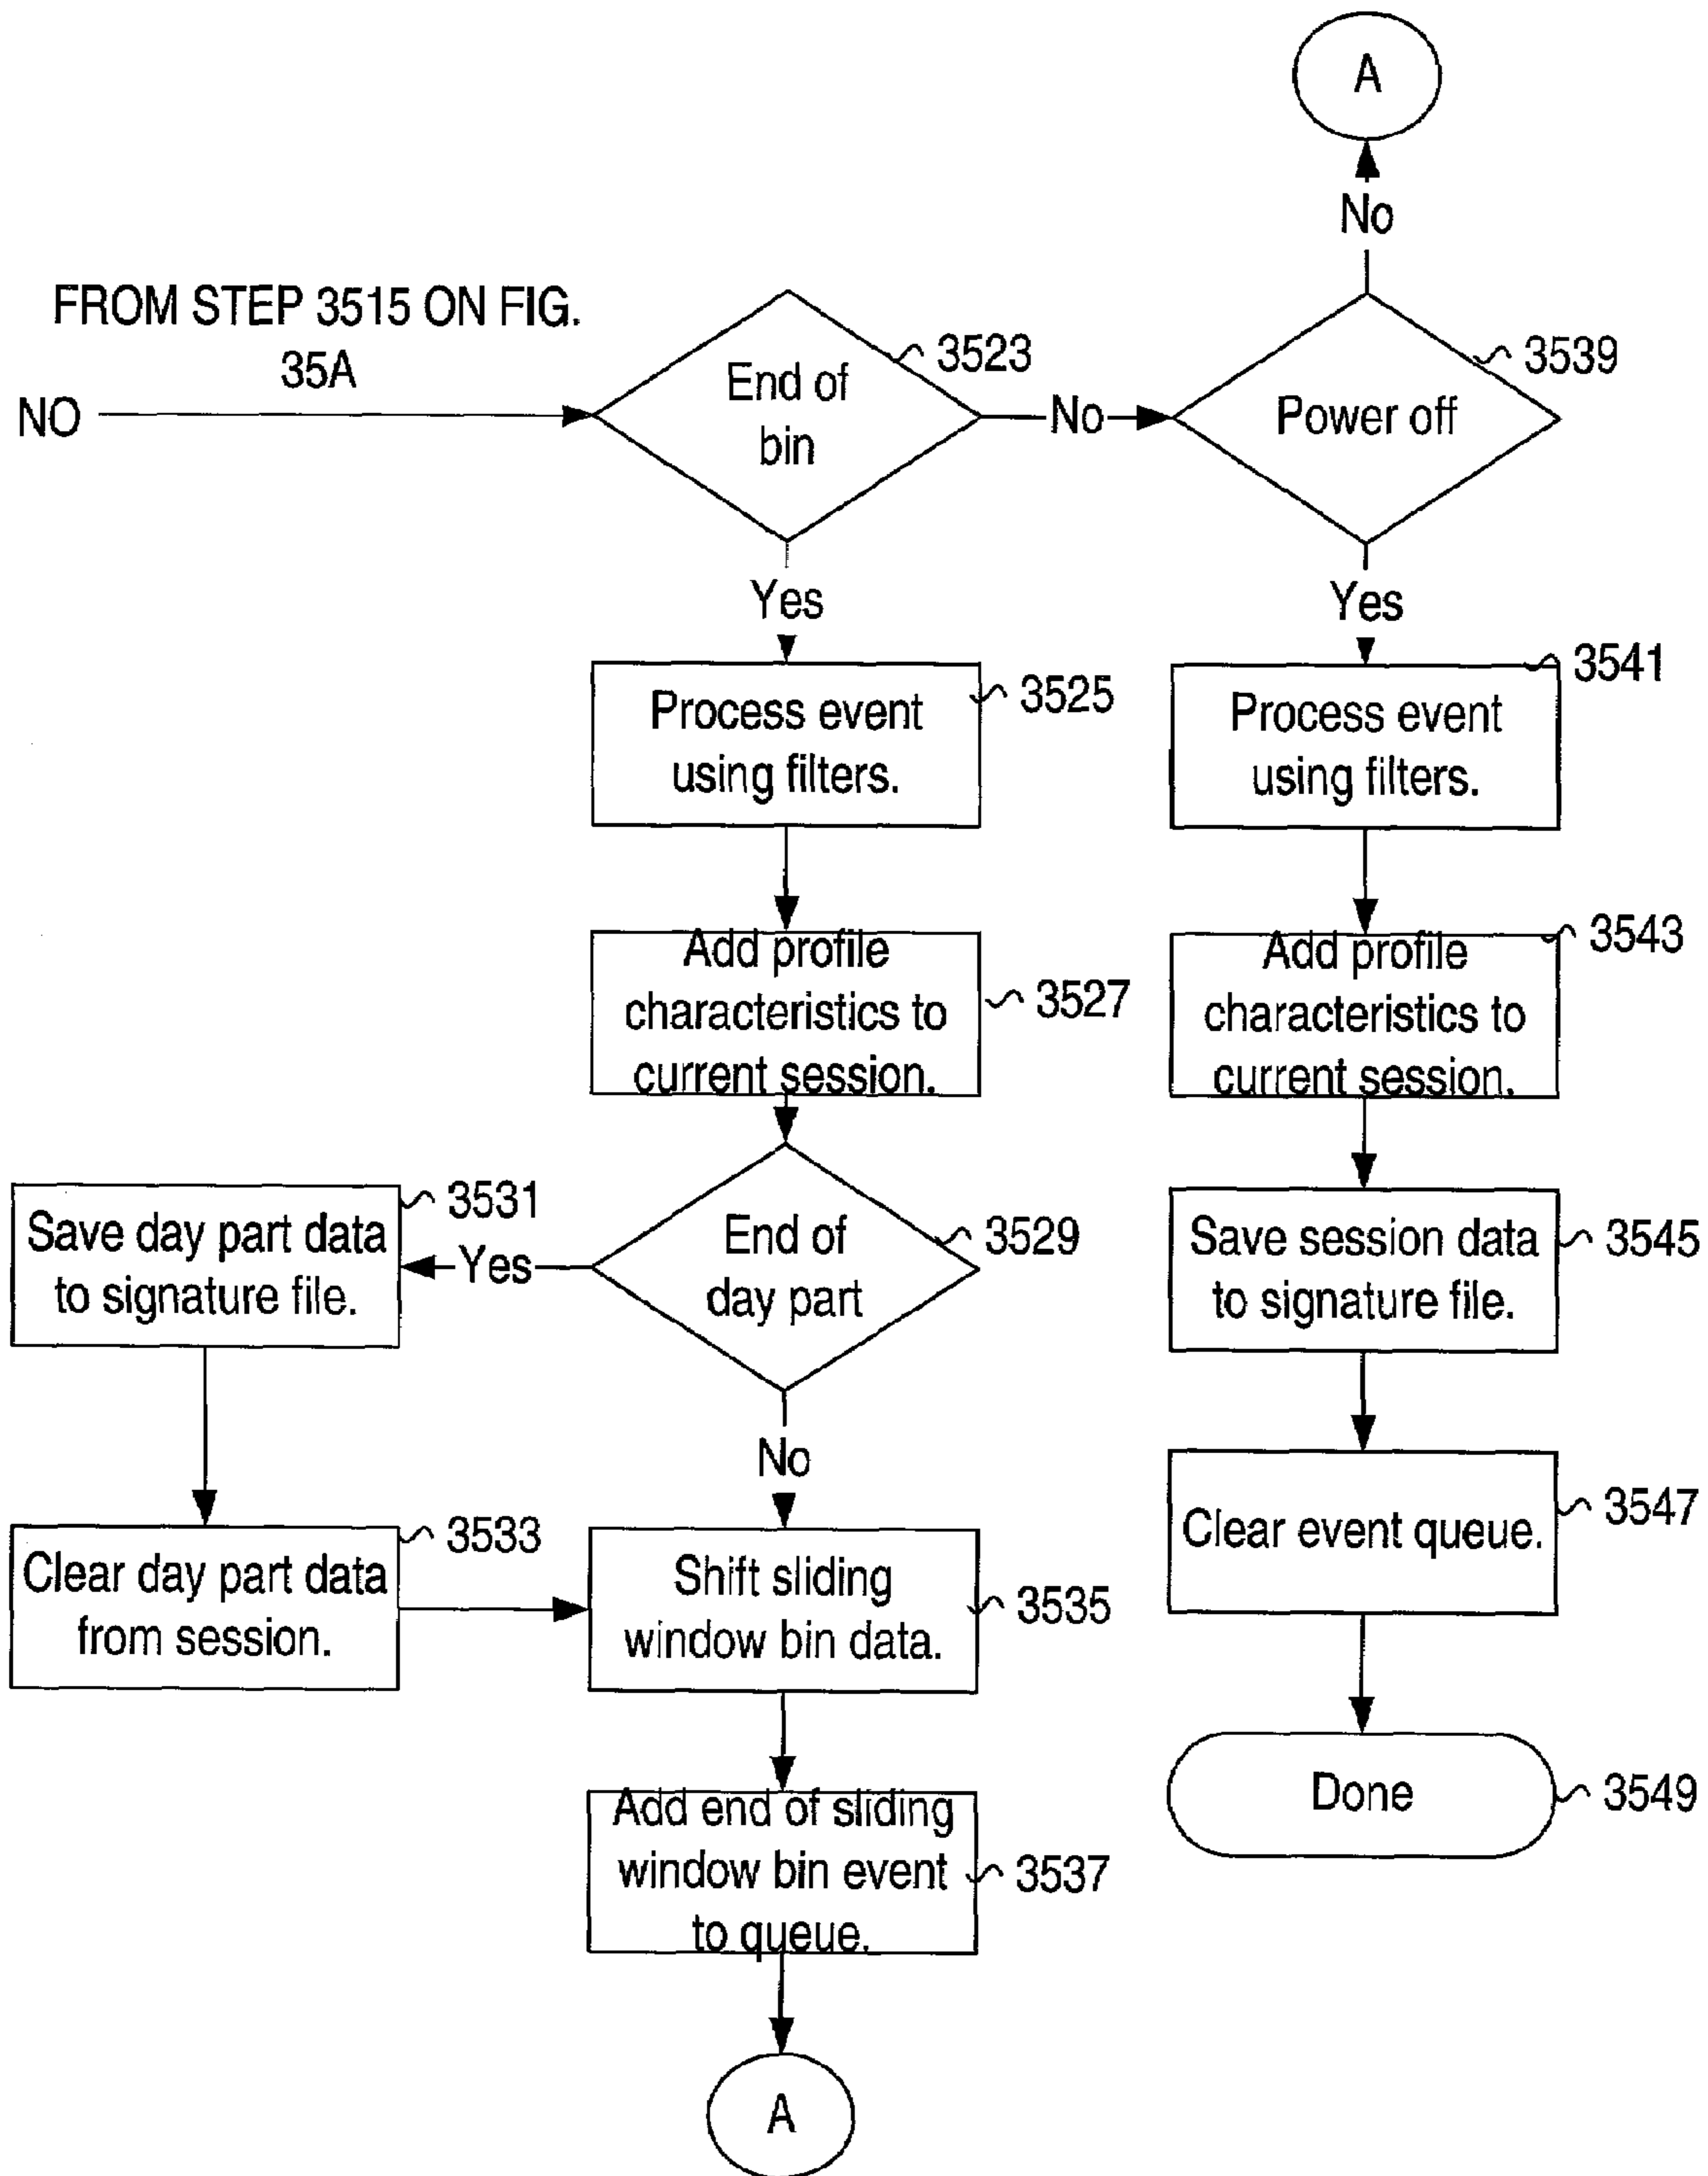 A
No
FROM STEP 3515 ON FIG.
35A
NO
End of
bin
3523
No
Power off
3539
Yes
Yes
Process event
using filters.
3525
Process event
using filters.
3541
Add profile
characteristics to
current session.
3527
Add profile
characteristics to
current session.
3543
Save day part data
to signature file.
3531
Yes
End of
day part
3529
Save session data
to signature file.
3545
No
Clear day part data
from session.
3533
Shift sliding
window bin data.
3535
Clear event queue.
3547
Add end of sliding
window bin event
to queue.
3537
Done
3549
A